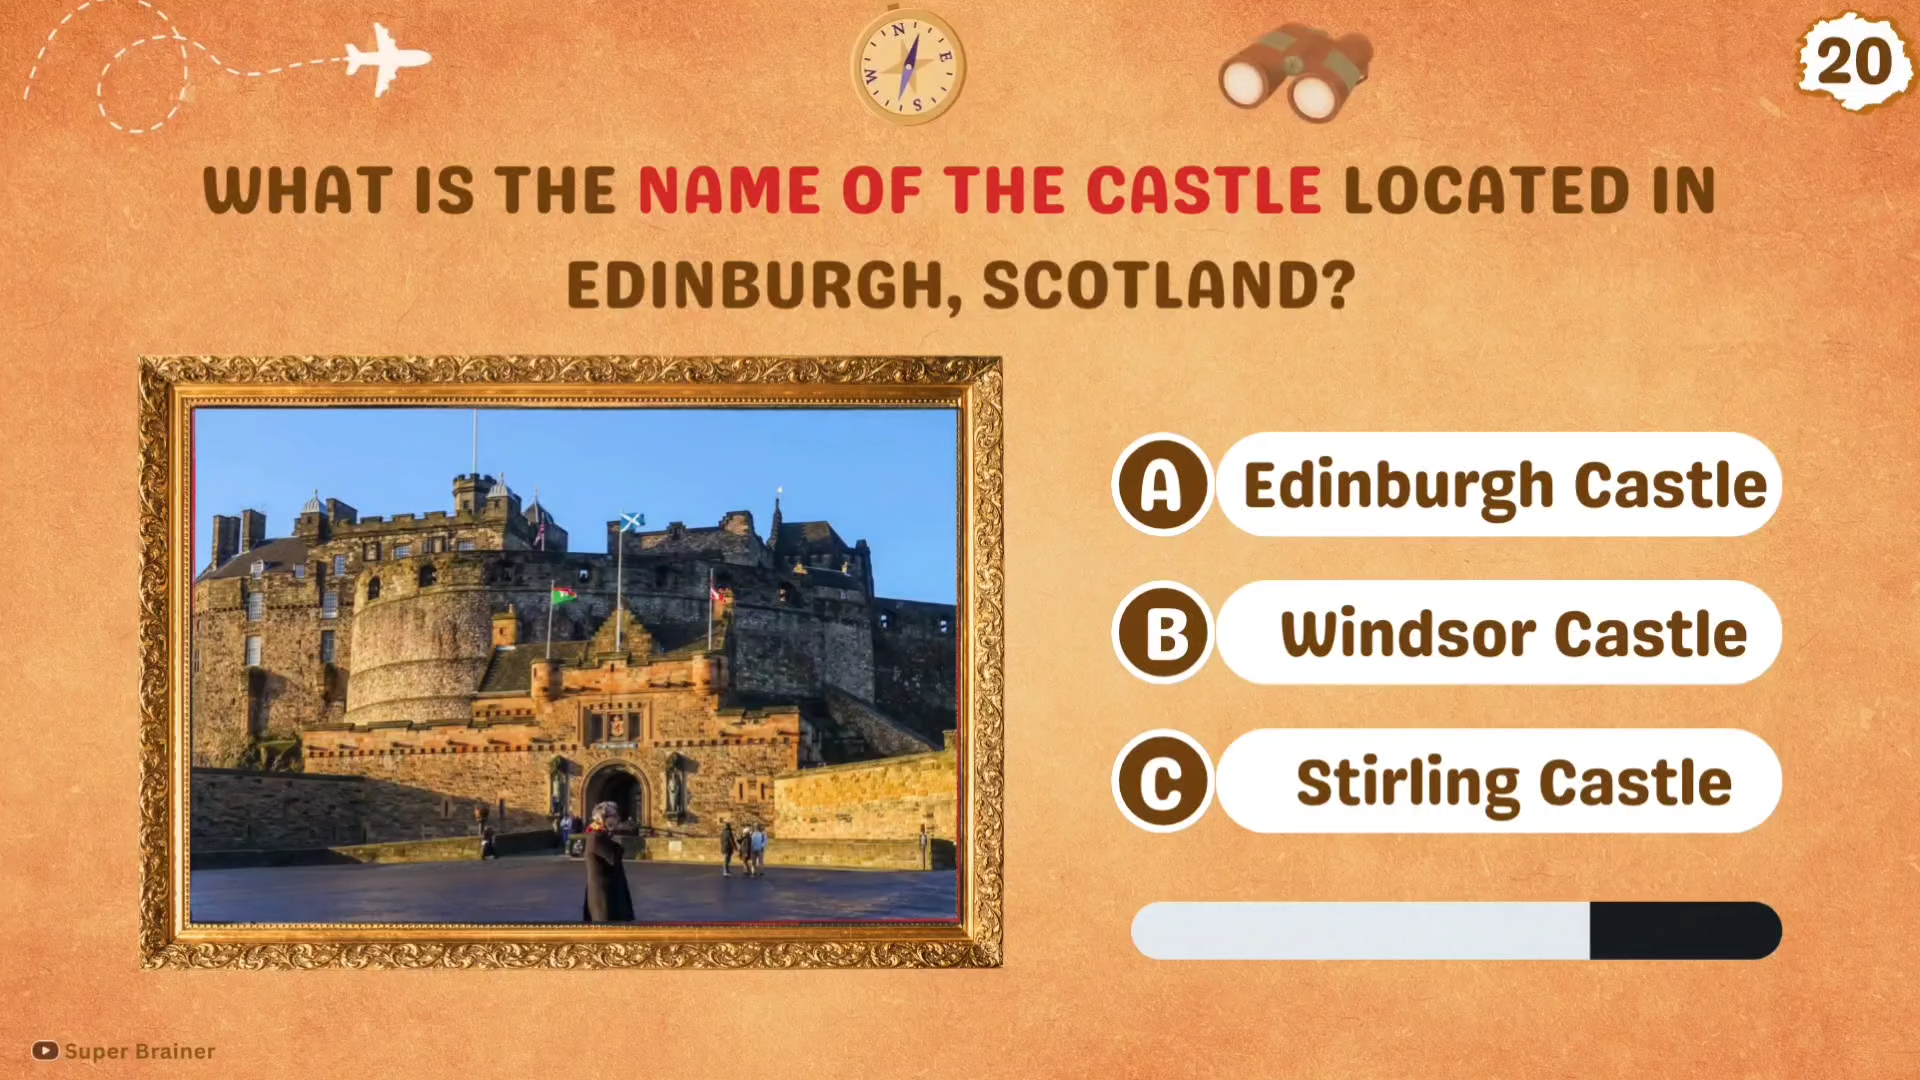 20
N
E
S
W
WHAT IS THE NAME OF THE CASTLE LOCATED IN
EDINBURGH, SCOTLAND?
A Edinburgh Castle
B Windsor Castle
C Stirling Castle
Super Brainer